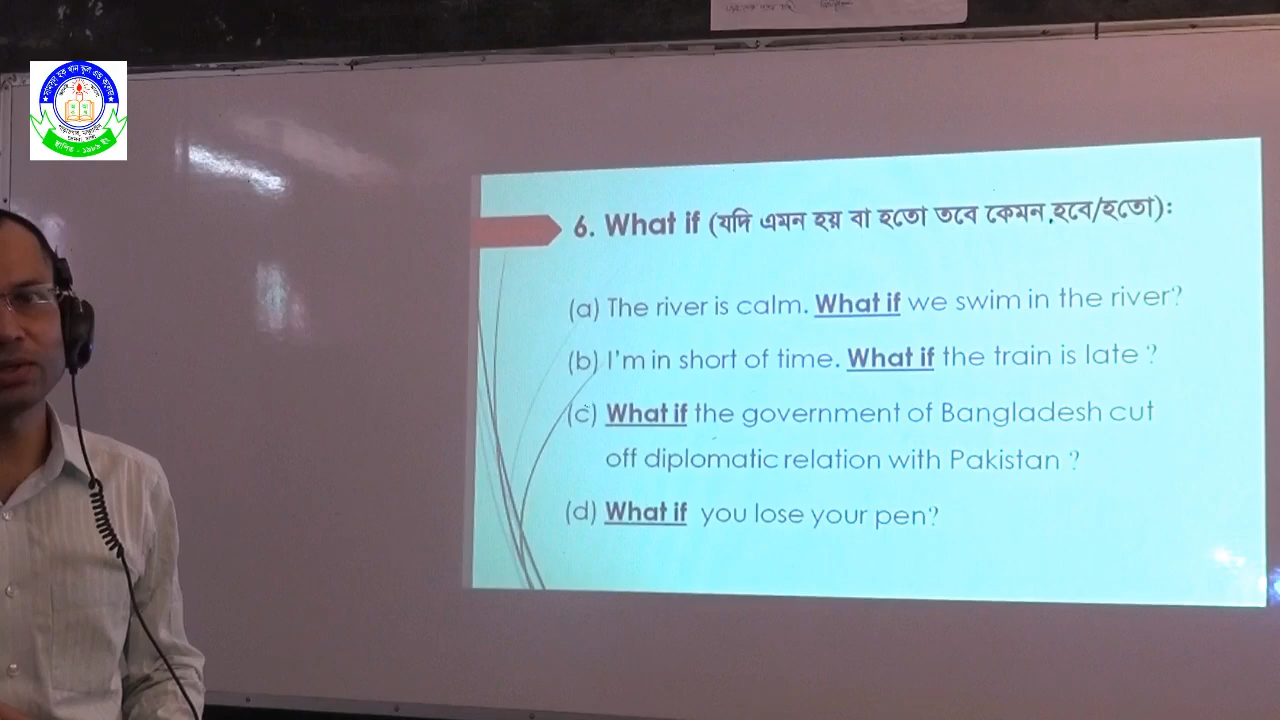 6. What if (যদি এমন হয় বা হতো তবে কেমন হবে/হতো):
(a) The river is calm. What if we swim in the river?
(b) I'm in short of time. What if the train is late ?
(c) What if the government of Bangladesh cut
off diplomatic relation with Pakistan ?
(d) What if you lose your pen?
স্থাপিত - ১৯৮৯ ইং